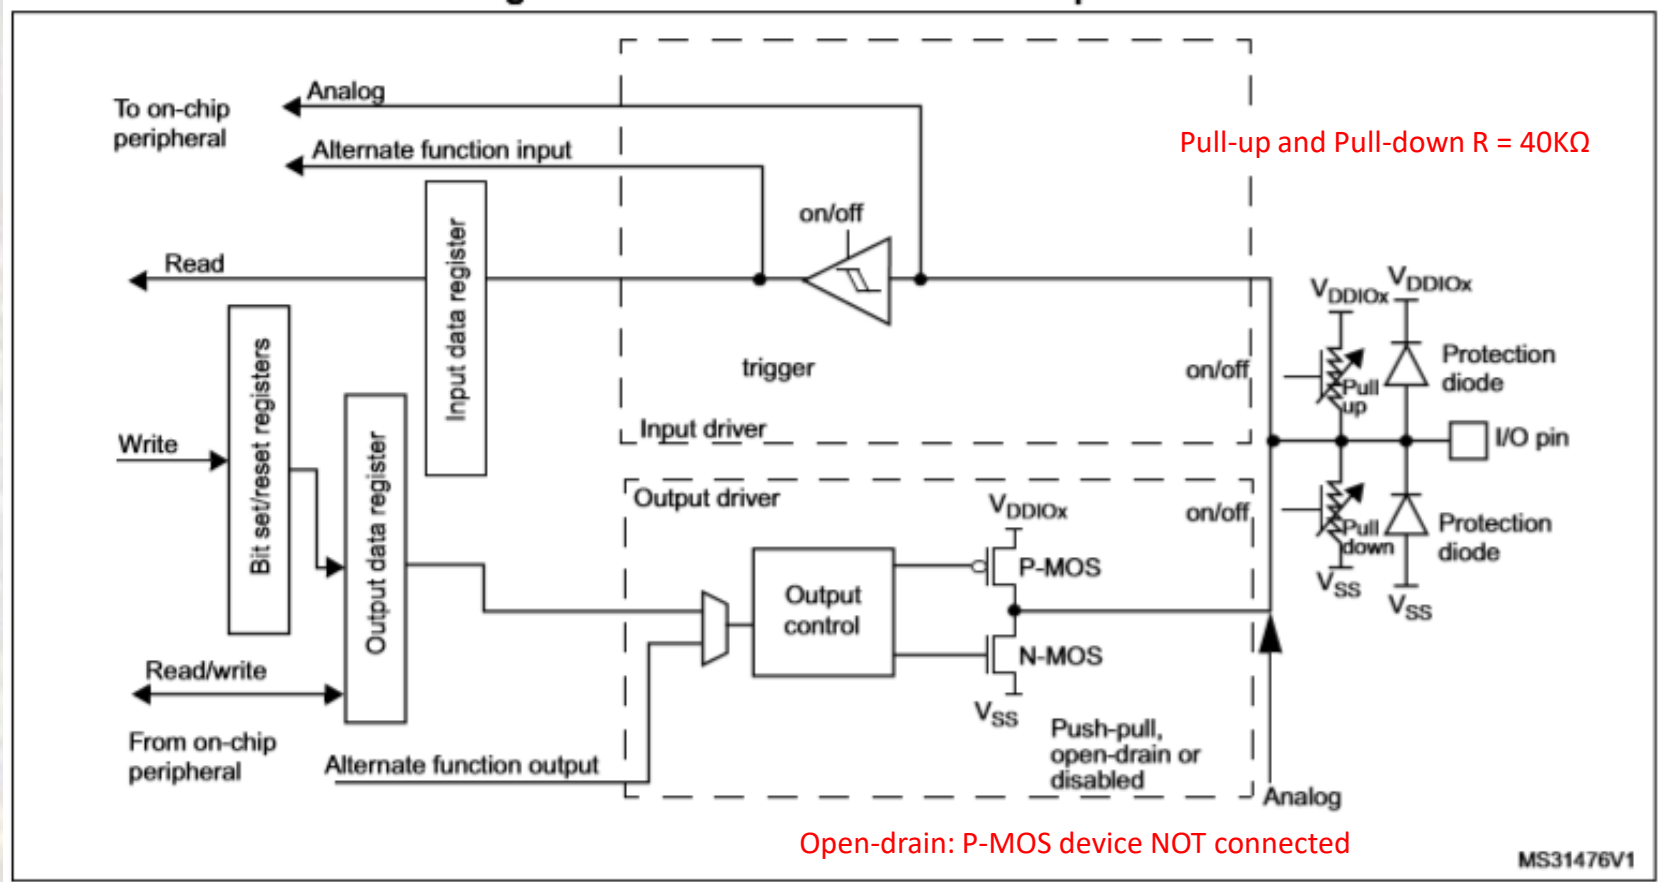 Analog
To on-chip
peripheral
Alternate function input
Pull-up and Pull-down R = 40KΩ
on/off
Read
Input data register
trigger
Input driver
VDDIOx
VDDIOx
on/off
Pull
up
Protection
diode
I/O pin
Write
Bit set/reset registers
Output data register
Output driver
VDDIOx
on/off
Pull
down
Protection
diode
VSS
VSS
P-MOS
Output
control
N-MOS
VSS
Read/write
From on-chip
peripheral
Alternate function output
Push-pull,
open-drain or
disabled
Analog
Open-drain: P-MOS device NOT connected
MS31476V1